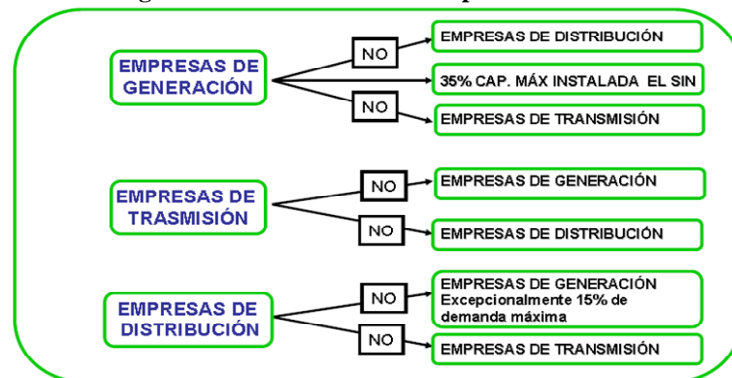 NO
EMPRESAS DE DISTRIBUCIÓN
EMPRESAS DE
GENERACIÓN
35% CAP. MÁX INSTALADA EL SIN
NO
EMPRESAS DE TRANSMISIÓN
NO
EMPRESAS DE GENERACIÓN
EMPRESAS DE
TRASMISIÓN
NO
EMPRESAS DE DISTRIBUCIÓN
NO
EMPRESAS DE GENERACIÓN
Excepcionalmente 15% de
demanda máxima
EMPRESAS DE
DISTRIBUCIÓN
NO
EMPRESAS DE TRANSMISIÓN